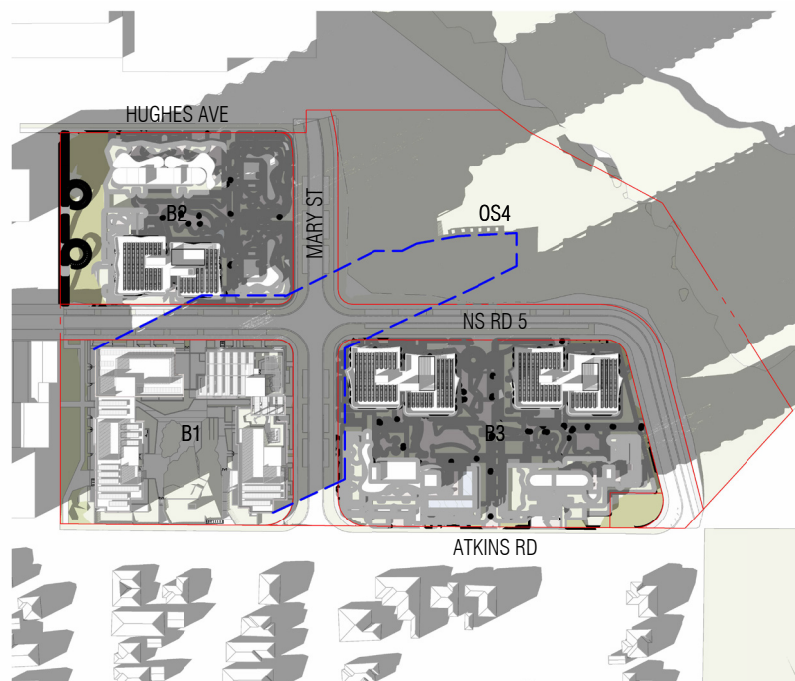 HUGHES AVE
MARY ST
B2
OS4
NS RD 5
B1
B3
ATKINS RD